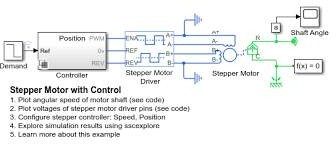 Shaft Angle
Position
PWM
ENA
A+
Ref
0v
REF
A-
B+
REV
REV
B-
Demand
Controller
Stepper Motor
Driver
Stepper Motor
R
C
f(x) = 0
Stepper Motor with Control
1. Plot angular speed of motor shaft (see code)
2. Plot voltages of stepper motor driver pins (see code)
3. Configure stepper controller: Speed, Position
4. Explore simulation results using sscexplore
5. Learn more about this example